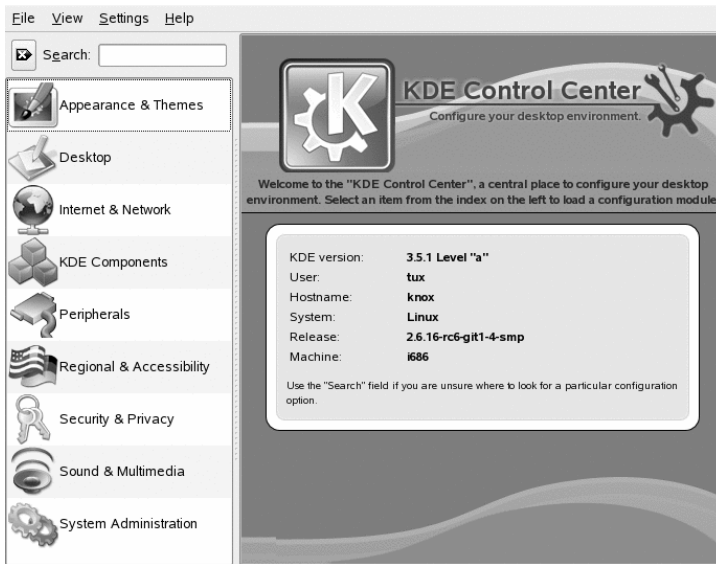 File View Settings Help
Search:
Appearance & Themes
Desktop
Internet & Network
KDE Components
Peripherals
Regional & Accessibility
Security & Privacy
Sound & Multimedia
System Administration
K
KDE Control Center
Configure your desktop environment.
Welcome to the "KDE Control Center", a central place to configure your desktop
environment. Select an item from the index on the left to load a configuration module
KDE version: 3.5.1 Level "a"
User: tux
Hostname: knox
System: Linux
Release: 2.6.16-rc6-git1-4-smp
Machine: i686
Use the "Search" field if you are unsure where to look for a particular configuration
option.